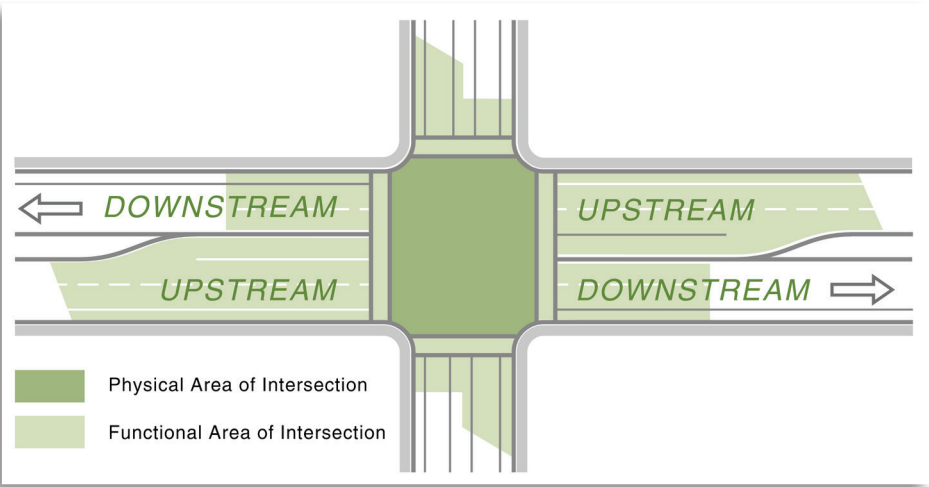 DOWNSTREAM
UPSTREAM
UPSTREAM
DOWNSTREAM
Physical Area of Intersection
Functional Area of Intersection